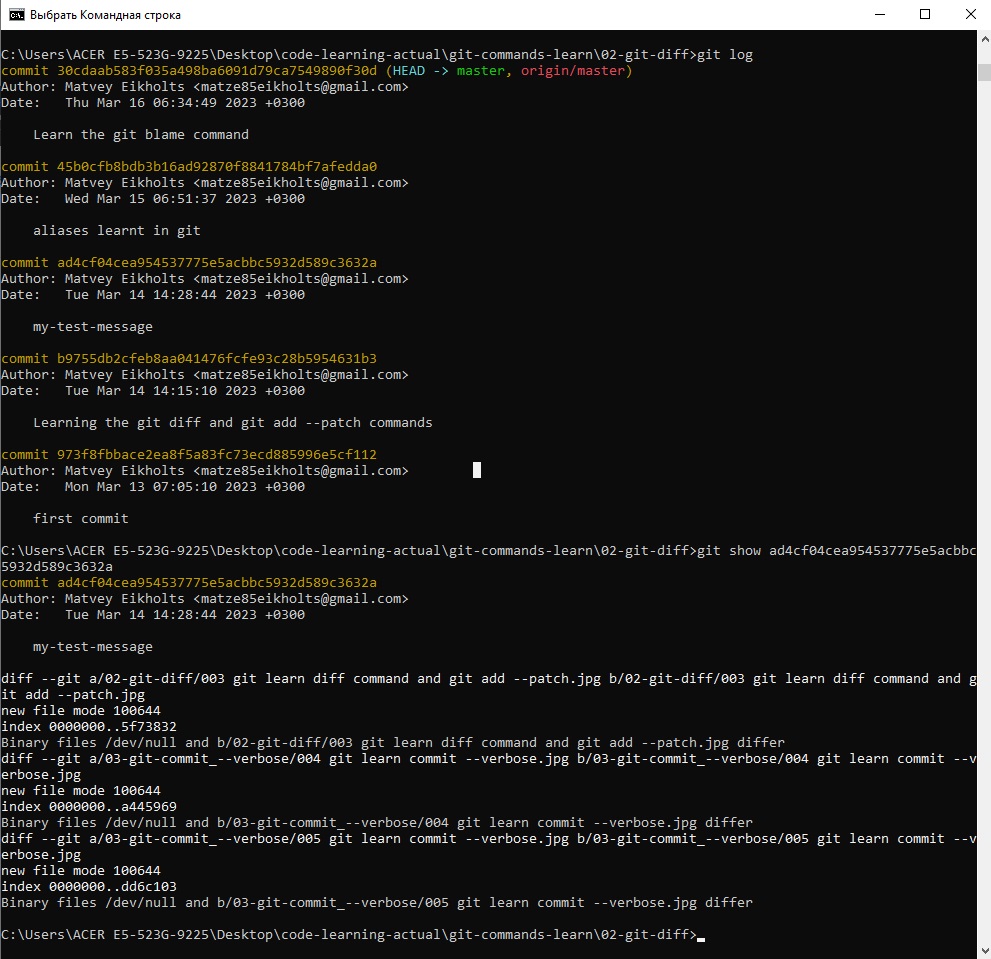 Выбрать Командная строка
C:\Users\ACER E5-523G-9225\Desktop\code-learning-actual\git-commands-learn\02-git-diff>git log
commit 30cdaab583f035a498ba6091d79ca7549890f30d (HEAD -> master, origin/master)
Author: Matvey Eikholts <matze85eikholts@gmail.com>
Date:   Thu Mar 16 06:34:49 2023 +0300
    Learn the git blame command
commit 45b0cfb8bdb3b16ad92870f8841784bf7afedda0
Author: Matvey Eikholts <matze85eikholts@gmail.com>
Date:   Wed Mar 15 06:51:37 2023 +0300
    aliases learnt in git
commit ad4cf04cea954537775e5acbbc5932d589c3632a
Author: Matvey Eikholts <matze85eikholts@gmail.com>
Date:   Tue Mar 14 14:28:44 2023 +0300
    my-test-message
commit b9755db2cfeb8aa041476fcfe93c28b5954631b3
Author: Matvey Eikholts <matze85eikholts@gmail.com>
Date:   Tue Mar 14 14:15:10 2023 +0300
    Learning the git diff and git add --patch commands
commit 973f8fbbace2ea8f5a83fc73ecd885996e5cf112
Author: Matvey Eikholts <matze85eikholts@gmail.com>
Date:   Mon Mar 13 07:05:10 2023 +0300
    first commit
C:\Users\ACER E5-523G-9225\Desktop\code-learning-actual\git-commands-learn\02-git-diff>git show ad4cf04cea954537775e5acbbc
5932d589c3632a
commit ad4cf04cea954537775e5acbbc5932d589c3632a
Author: Matvey Eikholts <matze85eikholts@gmail.com>
Date:   Tue Mar 14 14:28:44 2023 +0300
    my-test-message
diff --git a/02-git-diff/003 git learn diff command and git add --patch.jpg b/02-git-diff/003 git learn diff command and g
it add --patch.jpg
new file mode 100644
index 0000000..5f73832
Binary files /dev/null and b/02-git-diff/003 git learn diff command and git add --patch.jpg differ
diff --git a/03-git-commit_--verbose/004 git learn commit --verbose.jpg b/03-git-commit_--verbose/004 git learn commit --v
erbose.jpg
new file mode 100644
index 0000000..a445969
Binary files /dev/null and b/03-git-commit_--verbose/004 git learn commit --verbose.jpg differ
diff --git a/03-git-commit_--verbose/005 git learn commit --verbose.jpg b/03-git-commit_--verbose/005 git learn commit --v
erbose.jpg
new file mode 100644
index 0000000..dd6c103
Binary files /dev/null and b/03-git-commit_--verbose/005 git learn commit --verbose.jpg differ
C:\Users\ACER E5-523G-9225\Desktop\code-learning-actual\git-commands-learn\02-git-diff>